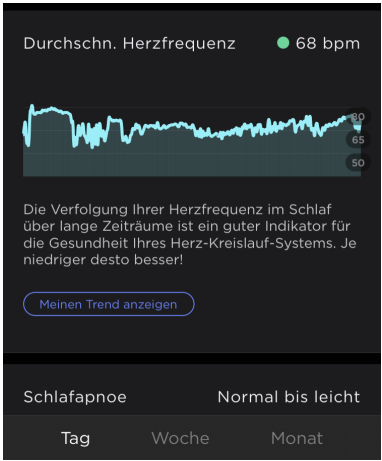 Durchschn. Herzfrequenz 68 bpm
80
65
50
Die Verfolgung Ihrer Herzfrequenz im Schlaf
über lange Zeiträume ist ein guter Indikator für
die Gesundheit Ihres Herz-Kreislauf-Systems. Je
niedriger desto besser!
Meinen Trend anzeigen
Schlafapnoe Normal bis leicht
Tag Woche Monat